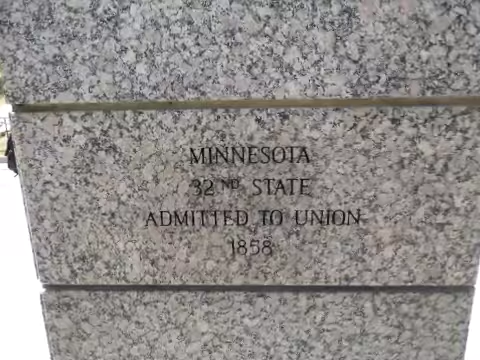 MINNESOTA
32ND STATE
ADMITTED TO UNION
1858